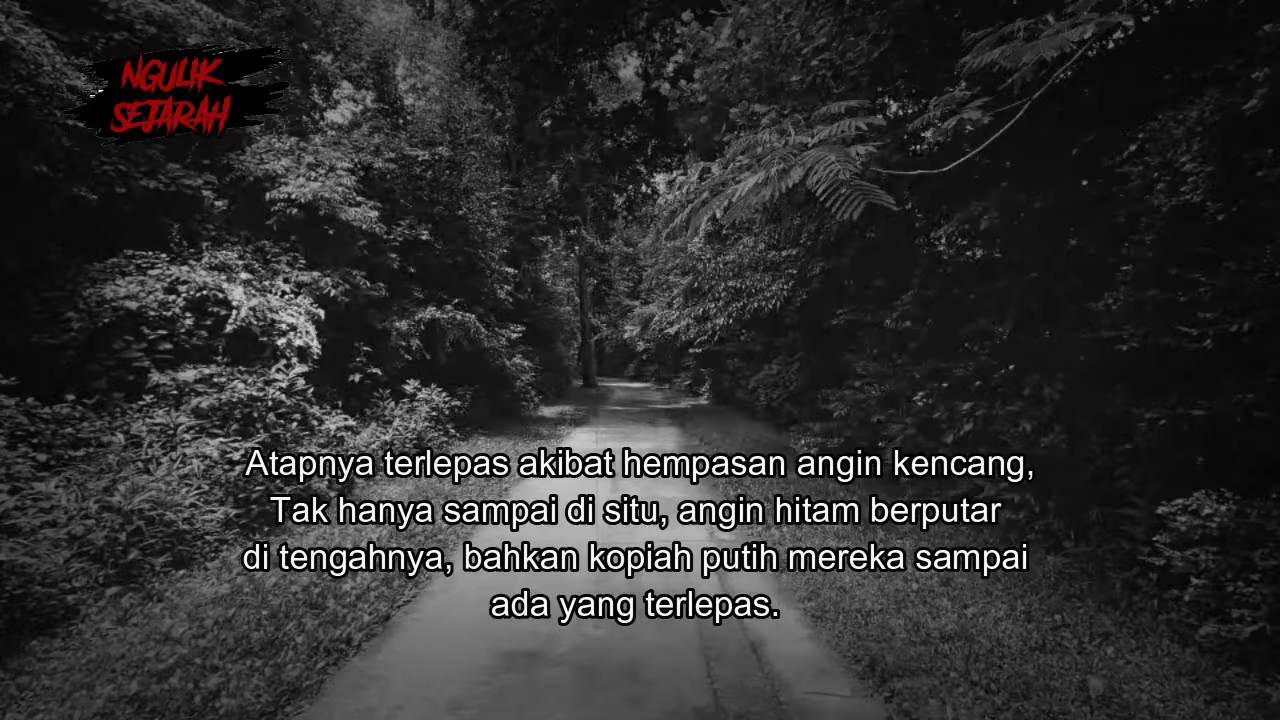 NGULIK
SEJARAH
Atapnya terlepas akibat hempasan angin kencang,
Tak hanya sampai di situ, angin hitam berputar
di tengahnya, bahkan kopiah putih mereka sampai
ada yang terlepas.